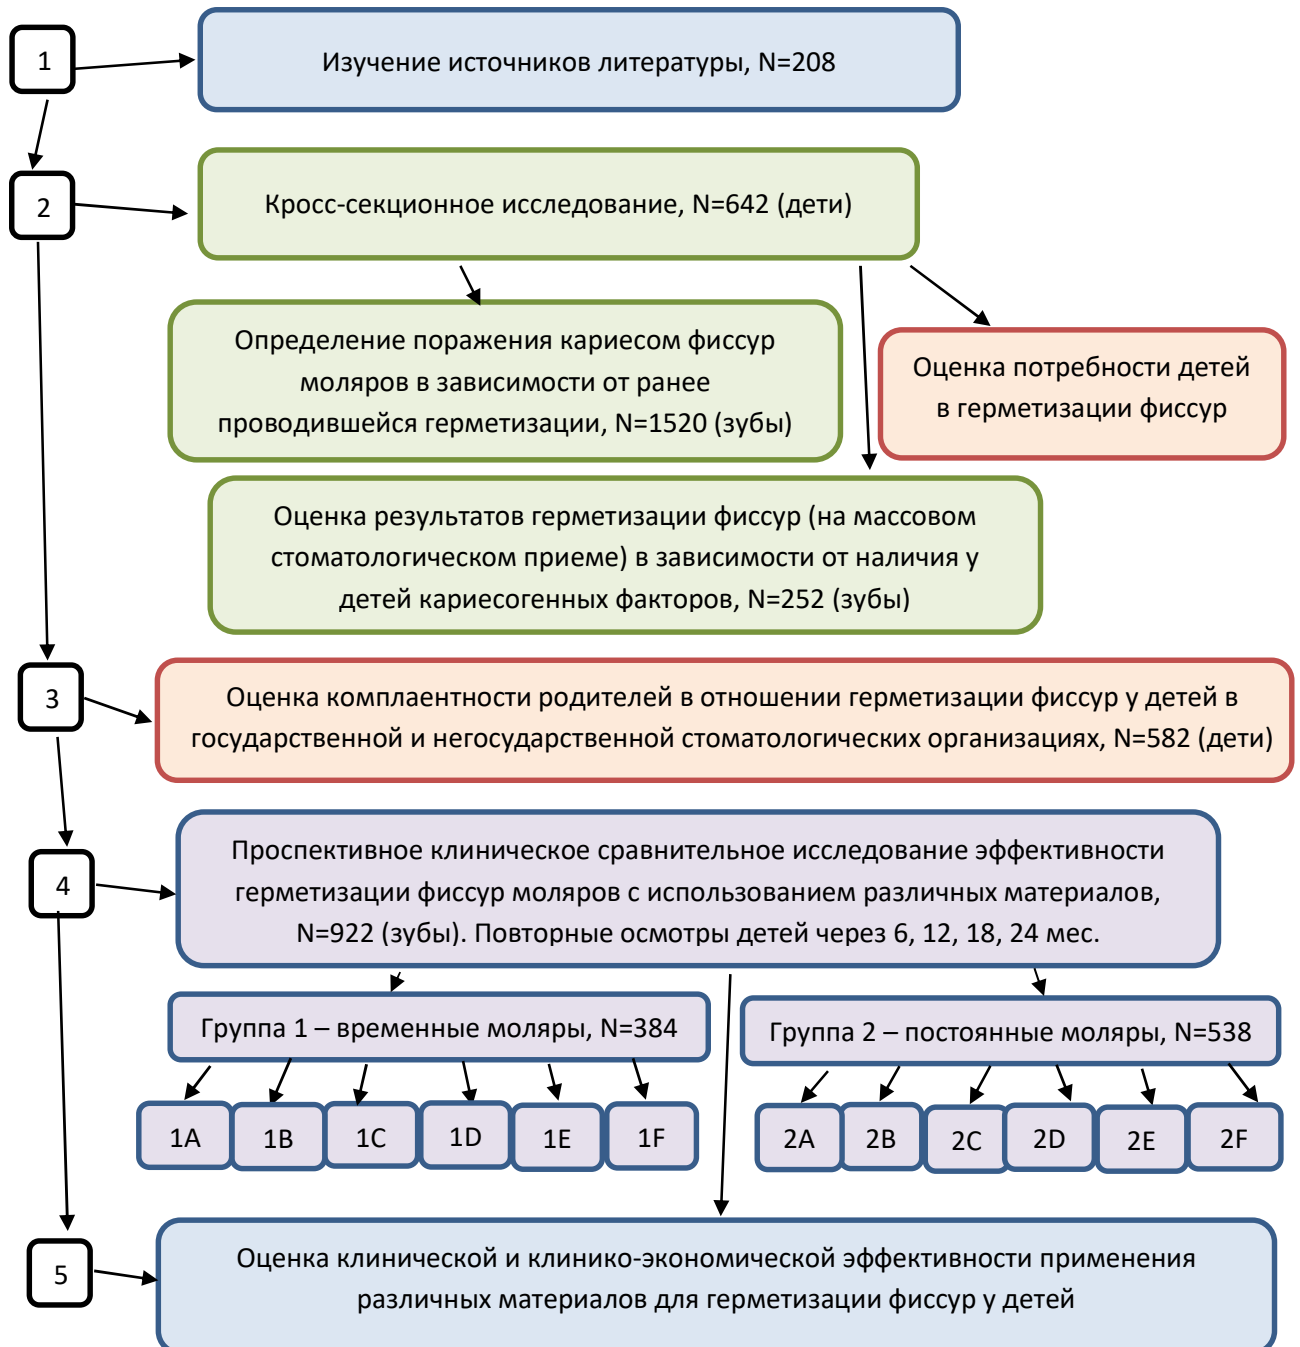 1
Изучение источников литературы, N=208
2
Кросс-секционное исследование, N=642 (дети)
Определение поражения кариесом фиссур
моляров в зависимости от ранее
проводившейся герметизации, N=1520 (зубы)
Оценка потребности детей
в герметизации фиссур
Оценка результатов герметизации фиссур (на массовом
стоматологическом приеме) в зависимости от наличия у
детей кариесогенных факторов, N=252 (зубы)
3
Оценка комплаентности родителей в отношении герметизации фиссур у детей в
государственной и негосударственной стоматологических организациях, N=582 (дети)
4
Проспективное клиническое сравнительное исследование эффективности
герметизации фиссур моляров с использованием различных материалов,
N=922 (зубы). Повторные осмотры детей через 6, 12, 18, 24 мес.
Группа 1 – временные моляры, N=384
Группа 2 – постоянные моляры, N=538
1A
1B
1C
1D
1E
1F
2A
2B
2C
2D
2E
2F
5
Оценка клинической и клинико-экономической эффективности применения
различных материалов для герметизации фиссур у детей